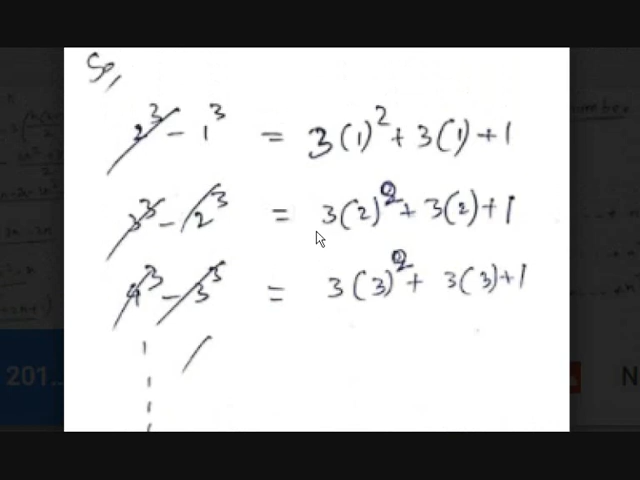 So,
2³ - 1³ = 3(1)² + 3(1) + 1
3³ - 2³ = 3(2)² + 3(2) + 1
4³ - 3³ = 3(3)² + 3(3) + 1
201...
N